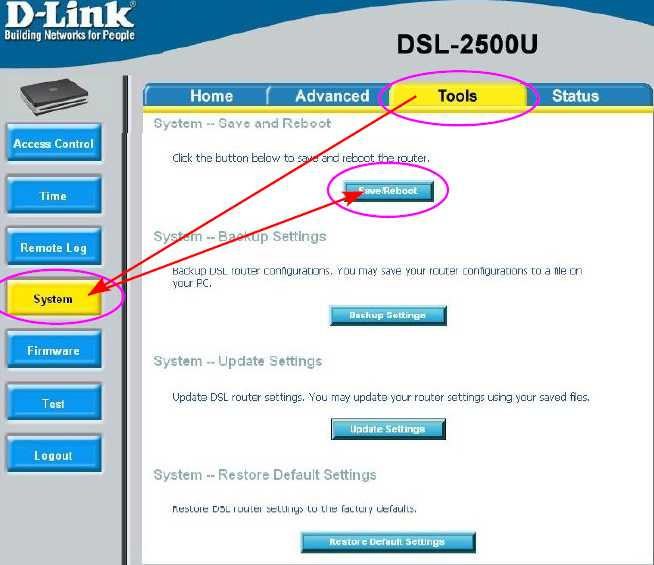 D-Link
Building Networks for People
DSL-2500U
Home
Advanced
Tools
Status
Access Control
Time
Remote Log
System
Firmware
Test
Logout
System -- Save and Reboot
Click the button below to save and reboot the router.
Save/Reboot
System -- Backup Settings
Backup DSL router configurations. You may save your router configurations to a file on
your PC.
Backup Settings
System -- Update Settings
Update DSL router settings. You may update your router settings using your saved files.
Update Settings
System -- Restore Default Settings
Restore DSL router settings to the factory defaults.
Restore Default Settings